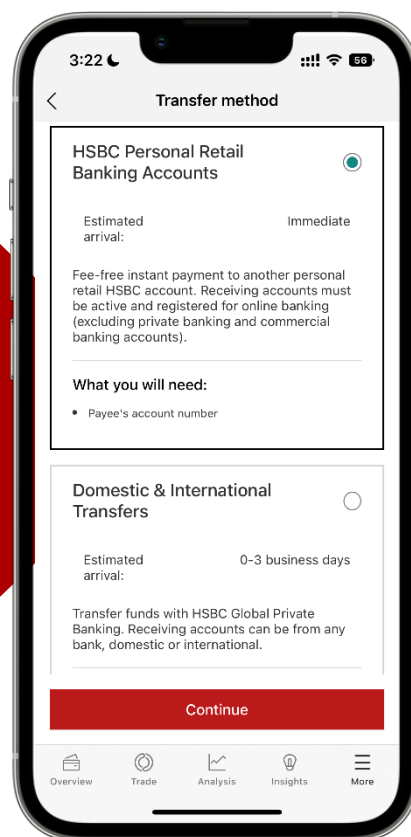 3:22
56
Transfer method
HSBC Personal Retail
Banking Accounts
Estimated
arrival:
Immediate
Fee-free instant payment to another personal
retail HSBC account. Receiving accounts must
be active and registered for online banking
(excluding private banking and commercial
banking accounts).
What you will need:
• Payee's account number
Domestic & International
Transfers
Estimated
arrival:
0-3 business days
Transfer funds with HSBC Global Private
Banking. Receiving accounts can be from any
bank, domestic or international.
Continue
Overview Trade Analysis Insights More